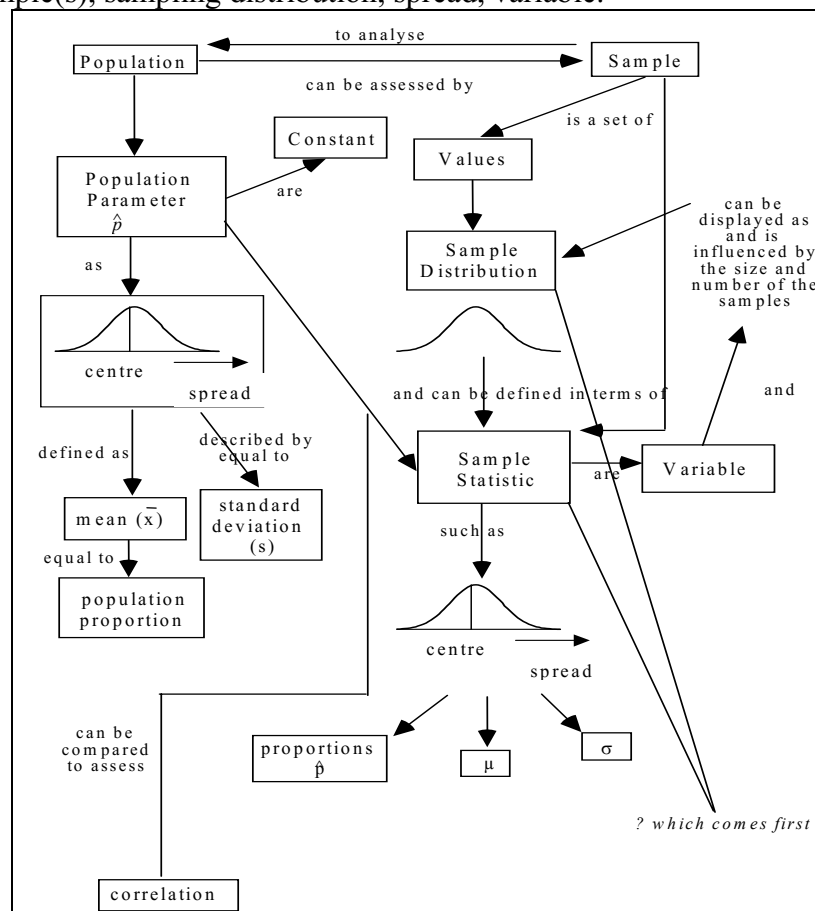 mple(s), sampling distribution, spread, variable.
to analyse
Population
Sample
can be assessed by
is a set of
Constant
Values
Population
Parameter
p̂
are
can be
displayed as
and is
influenced by
the size and
number of the
samples
Sample
Distribution
as
centre
spread
and can be defined in terms of
and
defined as
described by
equal to
Sample
Statistic
are
Variable
mean (x̄)
standard
deviation
(s)
such as
equal to
population
proportion
centre
spread
can be
compared
to assess
proportions
p̂
μ
σ
? which comes first
correlation